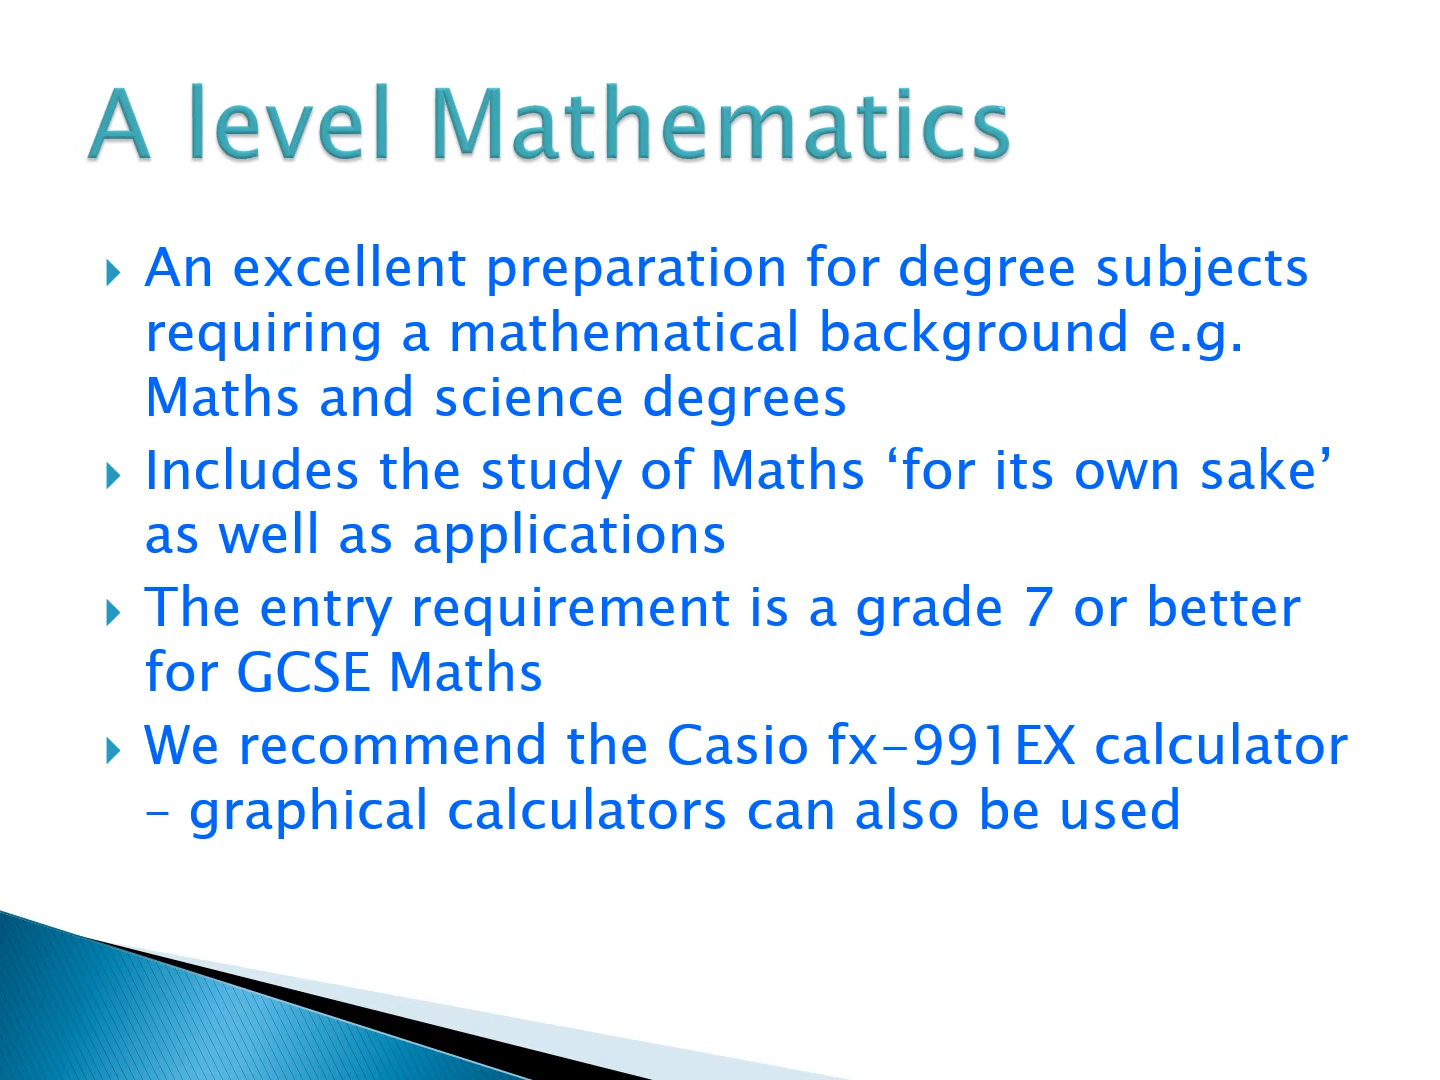 A level Mathematics
An excellent preparation for degree subjects
requiring a mathematical background e.g.
Maths and science degrees
Includes the study of Maths ‘for its own sake’
as well as applications
The entry requirement is a grade 7 or better
for GCSE Maths
We recommend the Casio fx-991EX calculator
– graphical calculators can also be used